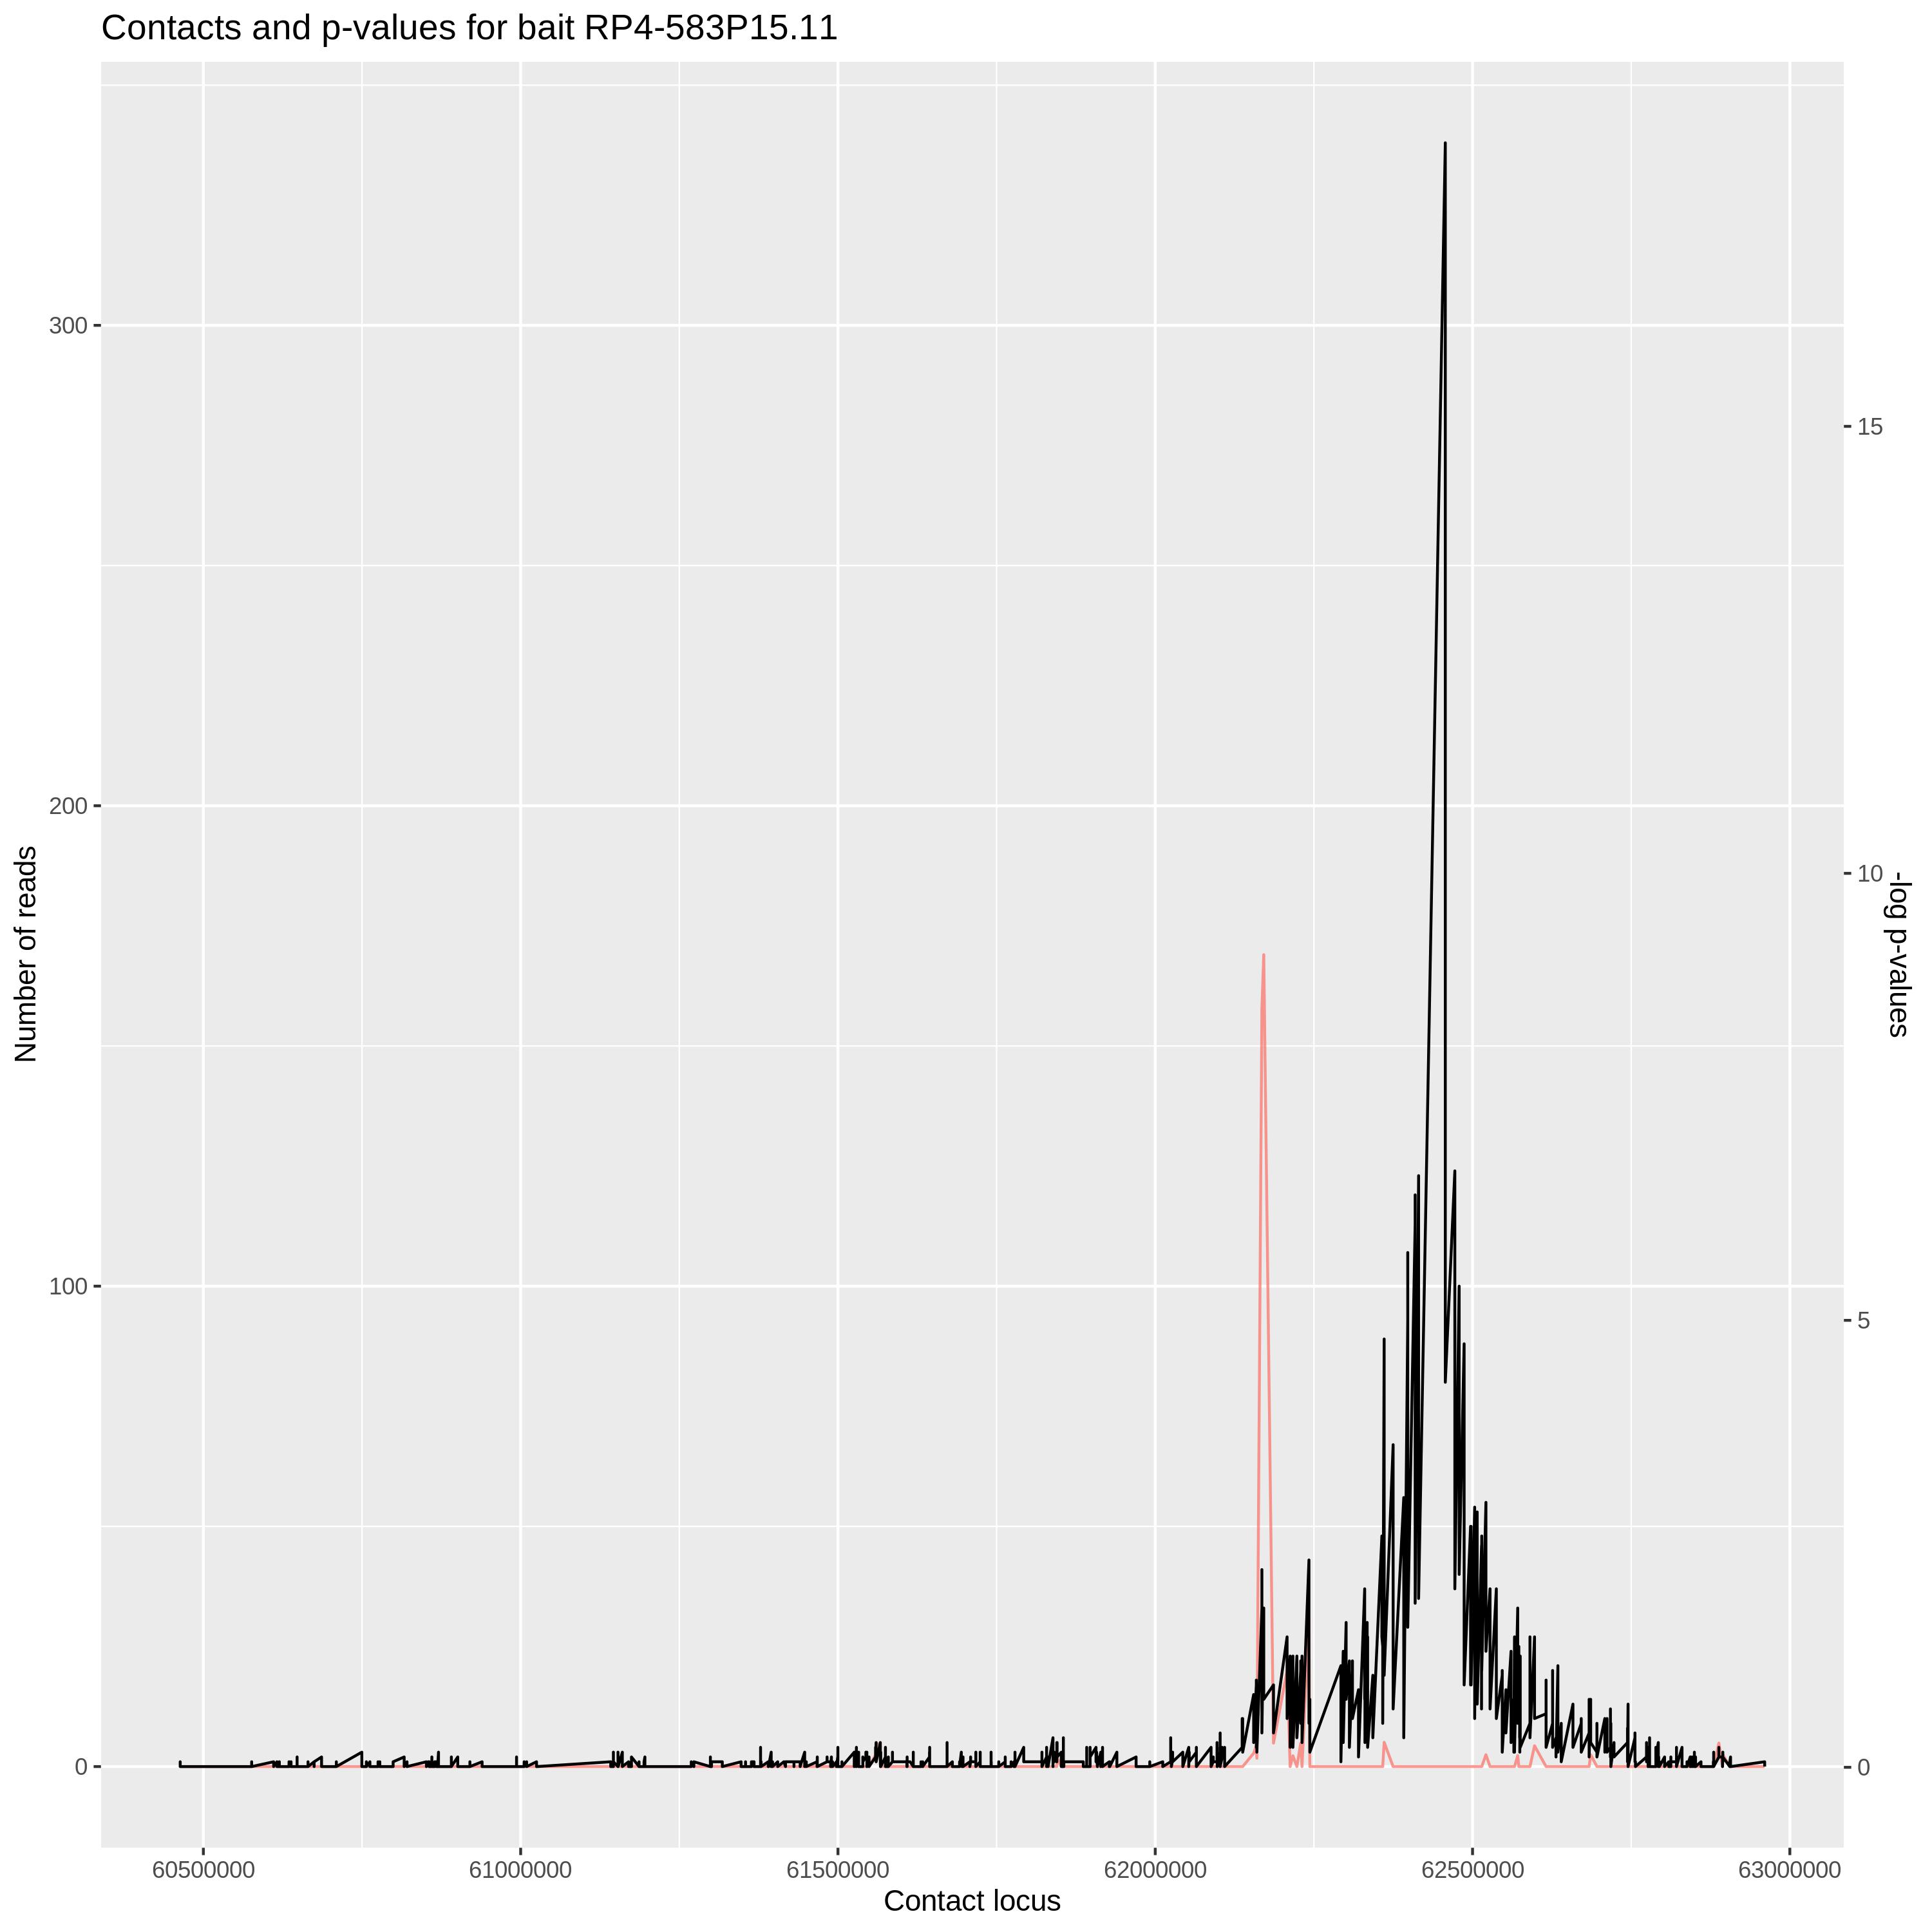 Contacts and p-values for bait RP4-583P15.11
300
200
100
0
Number of reads
15
10
5
0
-log p-values
60500000 61000000 61500000 62000000 62500000 63000000
Contact locus